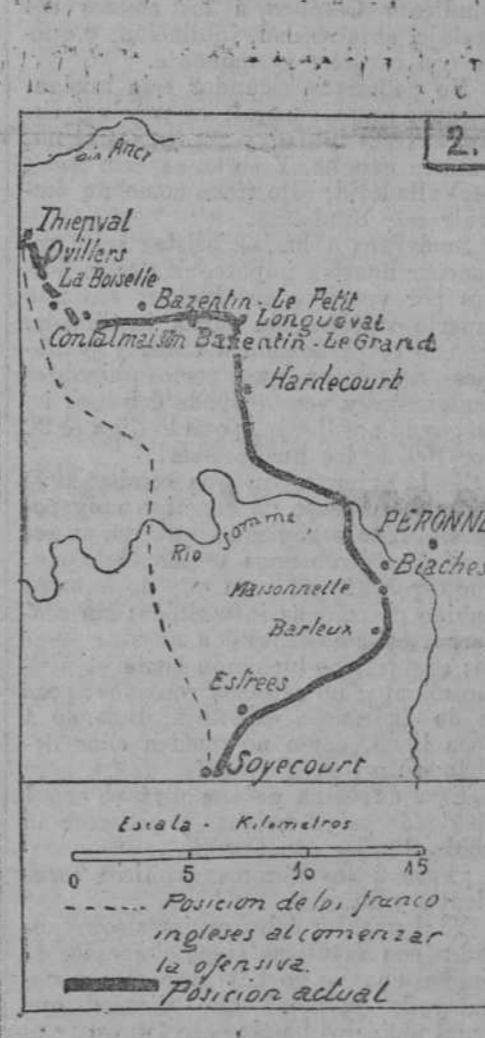 2.
Ancr
Thiepval
Ovillers
La Boiselle
Bazentin - Le Petit
Longueval
Contalmaison Bazentin - Le Grand
Hardecourt
PERONNE
Rio Somme
Biaches
Maisonnette
Barleux
Estrees
Soyecourt
Escala - Kilometros
0 5 10 15
Posicion de los franco
ingleses al comenzar
la ofensiva.
Posicion actual